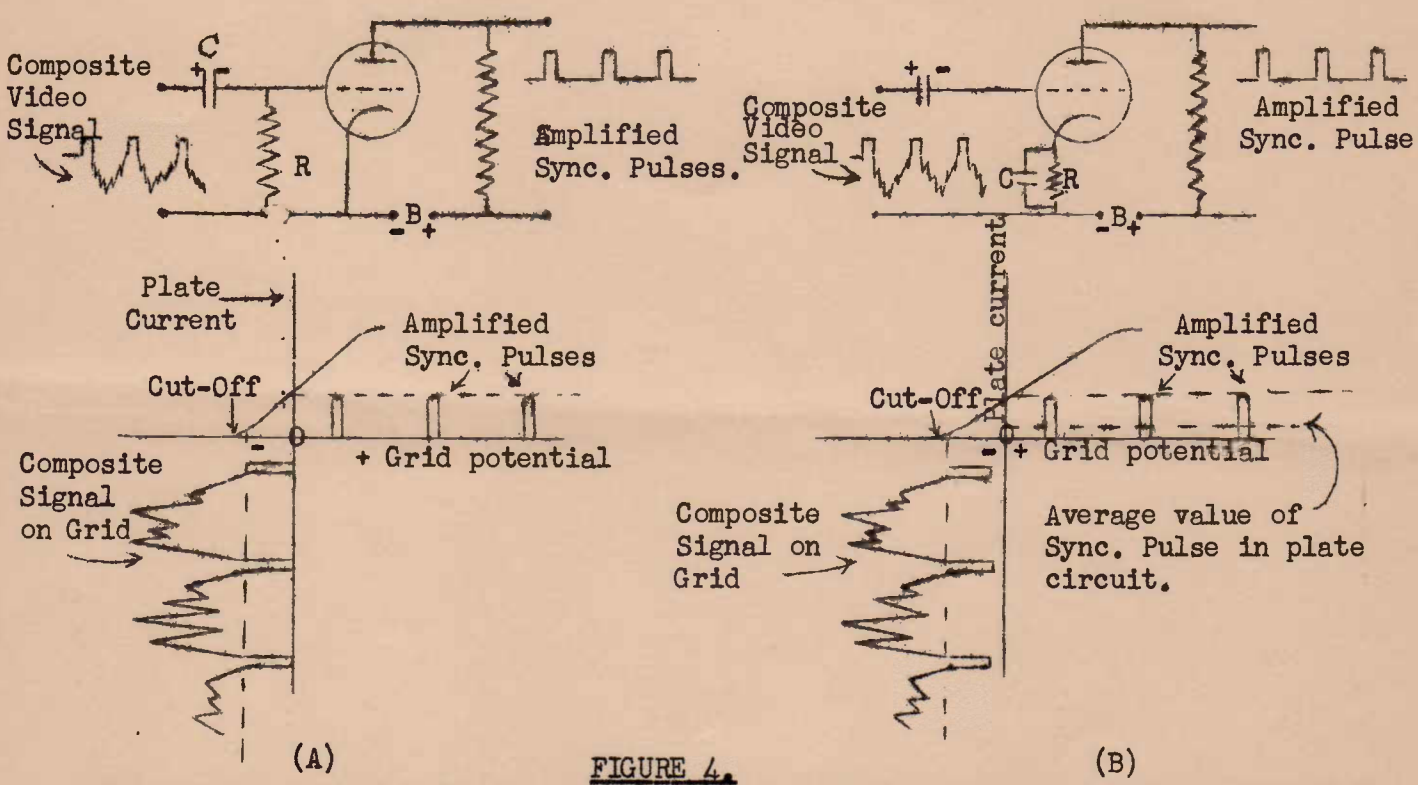 C
+ -
Composite
Video
Signal
R
Amplified
Sync. Pulses.
B
- +
Plate
Current
Amplified
Sync. Pulses
Cut-Off
- 0
+ Grid potential
Composite
Signal
on Grid
(A)
+ -
Composite
Video
Signal
C R
Amplified
Sync. Pulse
-B+
Plate current
Amplified
Sync. Pulses
Cut-Off
0
- + Grid potential
Composite
Signal on
Grid
Average value of
Sync. Pulse in plate
circuit.
(B)
FIGURE 4.